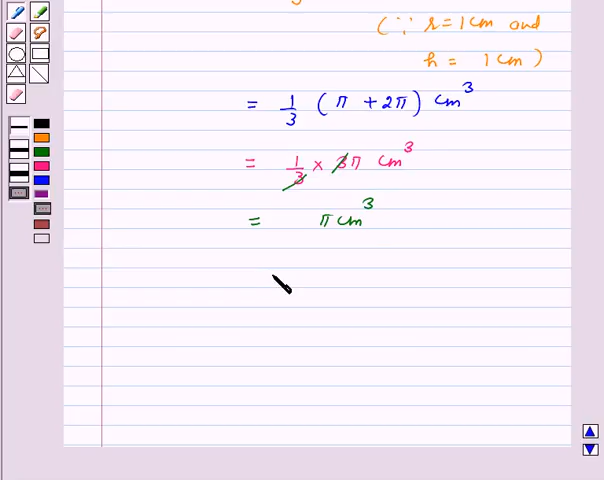 (∵ r = 1 cm and
h = 1 cm)
= 1/3 (π + 2π) cm³
= 1/3 × 3π cm³
= π cm³